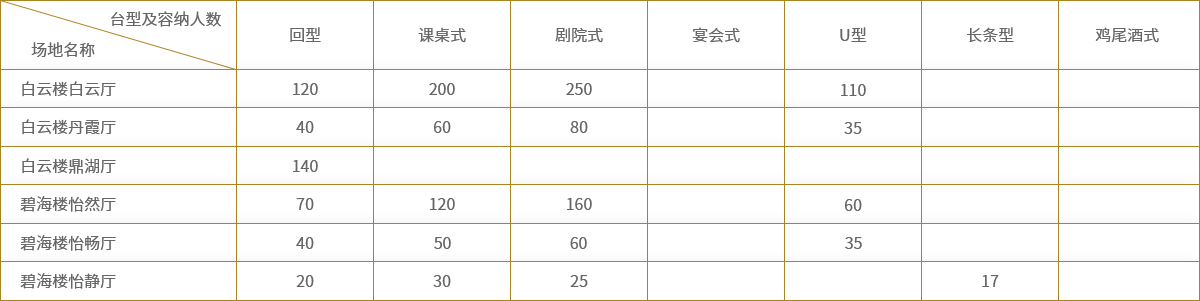 台型及容纳人数
场地名称
回型 课桌式 剧院式 宴会式 U型 长条型 鸡尾酒式
白云楼白云厅 120 200 250 110
白云楼丹霞厅 40 60 80 35
白云楼鼎湖厅 140
碧海楼怡然厅 70 120 160 60
碧海楼怡畅厅 40 50 60 35
碧海楼怡静厅 20 30 25 17